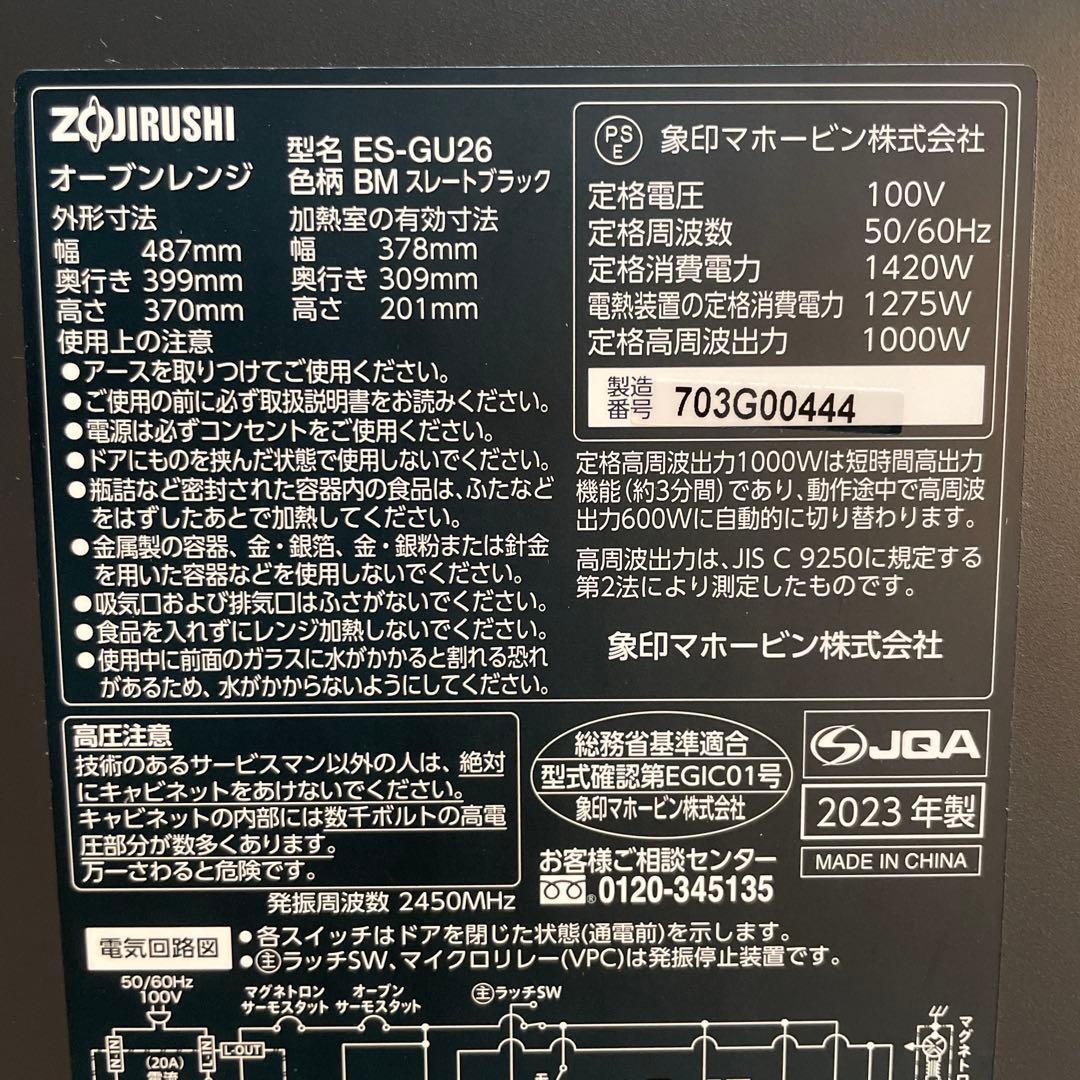 ZOJIRUSHI
オーブンレンジ
型名 ES-GU26
色柄 BM スレートブラック
外形寸法
幅 487mm
奥行き 399mm
高さ 370mm
加熱室の有効寸法
幅 378mm
奥行き 309mm
高さ 201mm
使用上の注意
●アースを取りつけてご使用ください。
●ご使用の前に必ず取扱説明書をお読みください。
●電源は必ずコンセントをご使用ください。
●ドアにものを挟んだ状態で使用しないでください。
●瓶詰など密封された容器内の食品は、ふたなど
をはずしたあとで加熱してください。
●金属製の容器、金・銀箔、金・銀粉または針金
を用いた容器などを使用しないでください。
●吸気口および排気口はふさがないでください。
●食品を入れずにレンジ加熱しないでください。
●使用中に前面のガラスに水がかかると割れる恐れ
があるため、水がかからないようにしてください。
PS
E
象印マホービン株式会社
定格電圧 100V
定格周波数 50/60Hz
定格消費電力 1420W
電熱装置の定格消費電力 1275W
定格高周波出力 1000W
製造
番号 703G00444
定格高周波出力1000Wは短時間高出力
機能(約3分間)であり、動作途中で高周波
出力600Wに自動的に切り替わります。
高周波出力は、JIS C 9250に規定する
第2法により測定したものです。
象印マホービン株式会社
高圧注意
技術のあるサービスマン以外の人は、絶対
にキャビネットをあけないでください。
キャビネットの内部には数千ボルトの高電
圧部分が数多くあります。
万一さわると危険です。
発振周波数 2450MHz
総務省基準適合
型式確認第EGIC01号
象印マホービン株式会社
お客様ご相談センター
® 0120-345135
JQA
2023 年製
MADE IN CHINA
電気回路図
●各スイッチはドアを閉じた状態(通電前)を示します。
●主ラッチSW、マイクロリレー(VPC)は発振停止装置です。
50/60Hz
100V
マグネトロン
サーモスタット
オーブン
サーモスタット
主ラッチSW
L-OUT
(20A)
マグネトロ